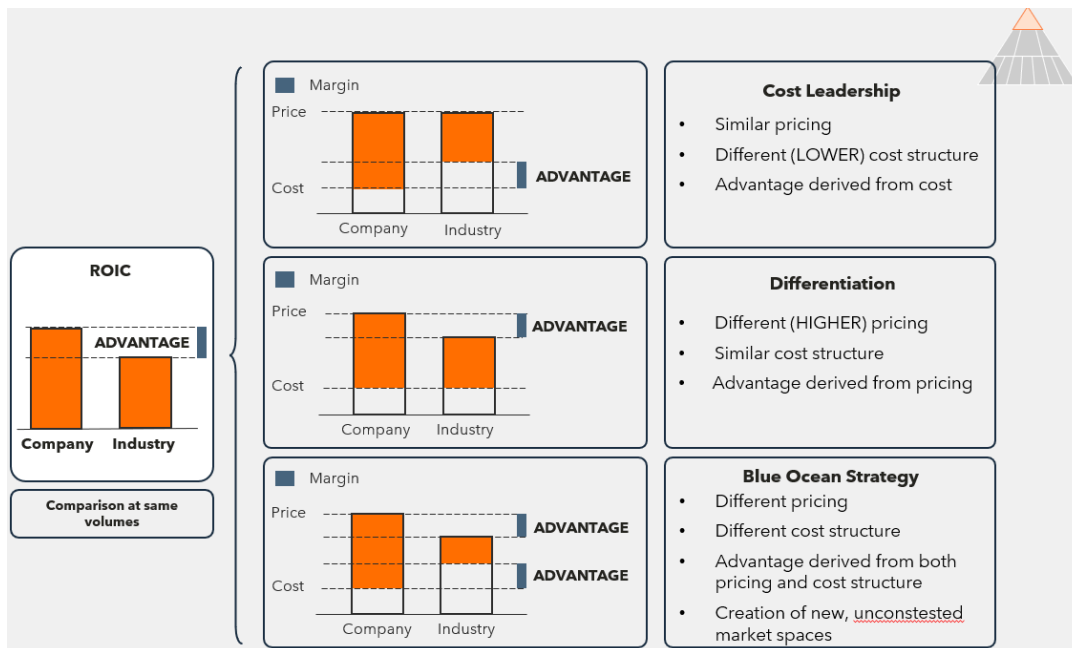 ROIC
ADVANTAGE
Company Industry
Comparison at same
volumes
Margin
Price
Cost
ADVANTAGE
Company Industry
Cost Leadership
• Similar pricing
• Different (LOWER) cost structure
• Advantage derived from cost
Margin
Price
ADVANTAGE
Cost
Company Industry
Differentiation
• Different (HIGHER) pricing
• Similar cost structure
• Advantage derived from pricing
Margin
Price
ADVANTAGE
ADVANTAGE
Cost
Company Industry
Blue Ocean Strategy
• Different pricing
• Different cost structure
• Advantage derived from both
pricing and cost structure
• Creation of new, unconstested
market spaces